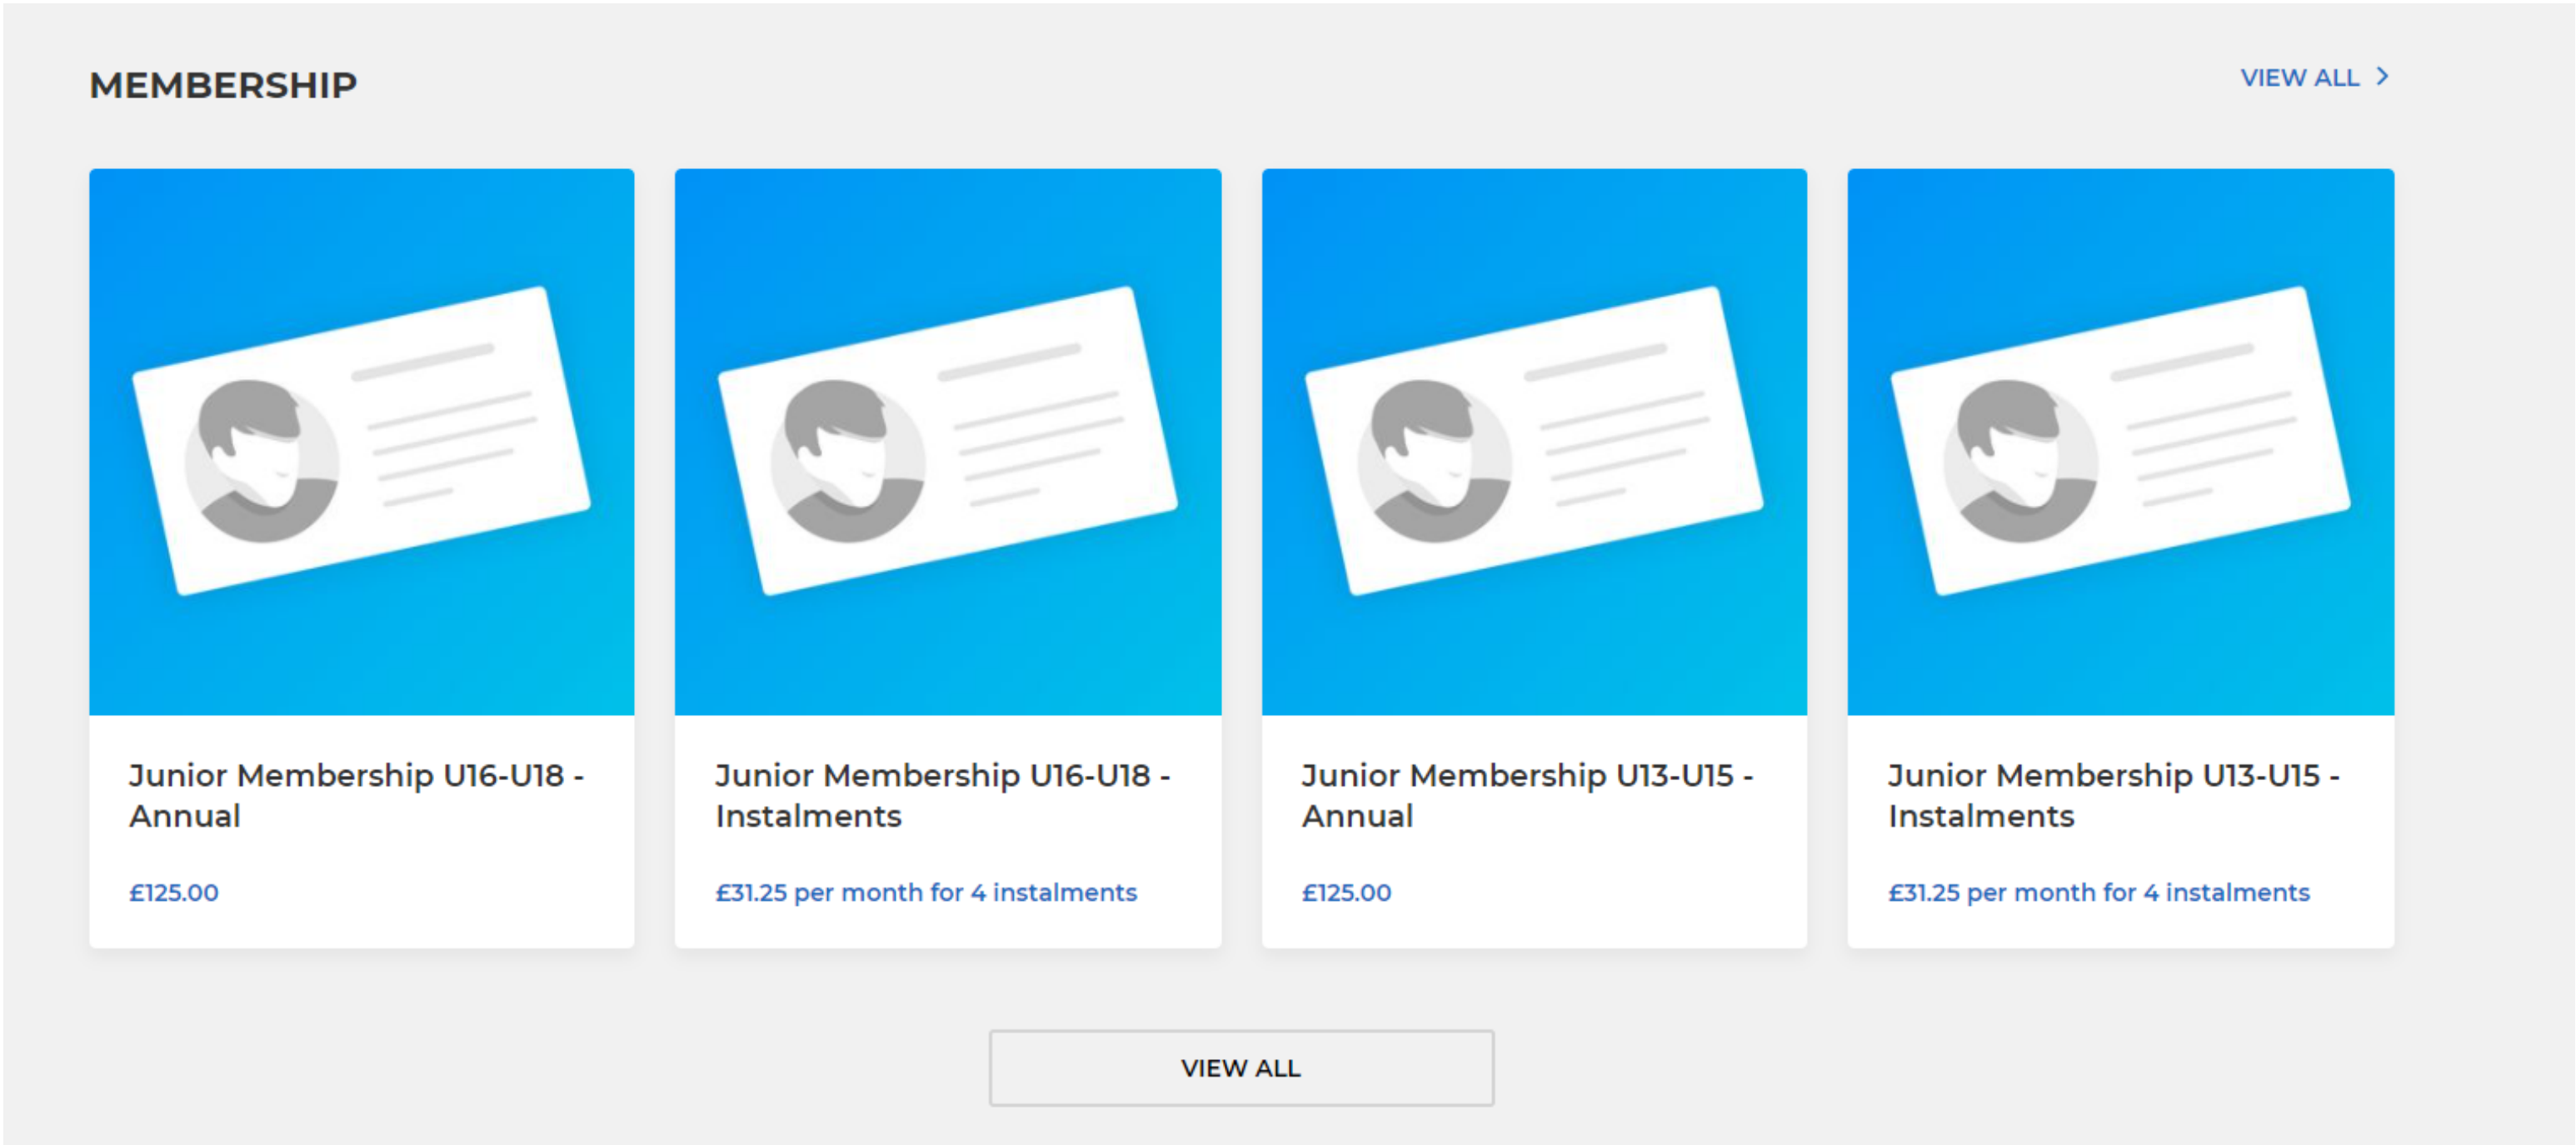 MEMBERSHIP
VIEW ALL
Junior Membership U16-U18 -
Annual
£125.00
Junior Membership U16-U18 -
Instalments
£31.25 per month for 4 instalments
Junior Membership U13-U15 -
Annual
£125.00
Junior Membership U13-U15 -
Instalments
£31.25 per month for 4 instalments
VIEW ALL